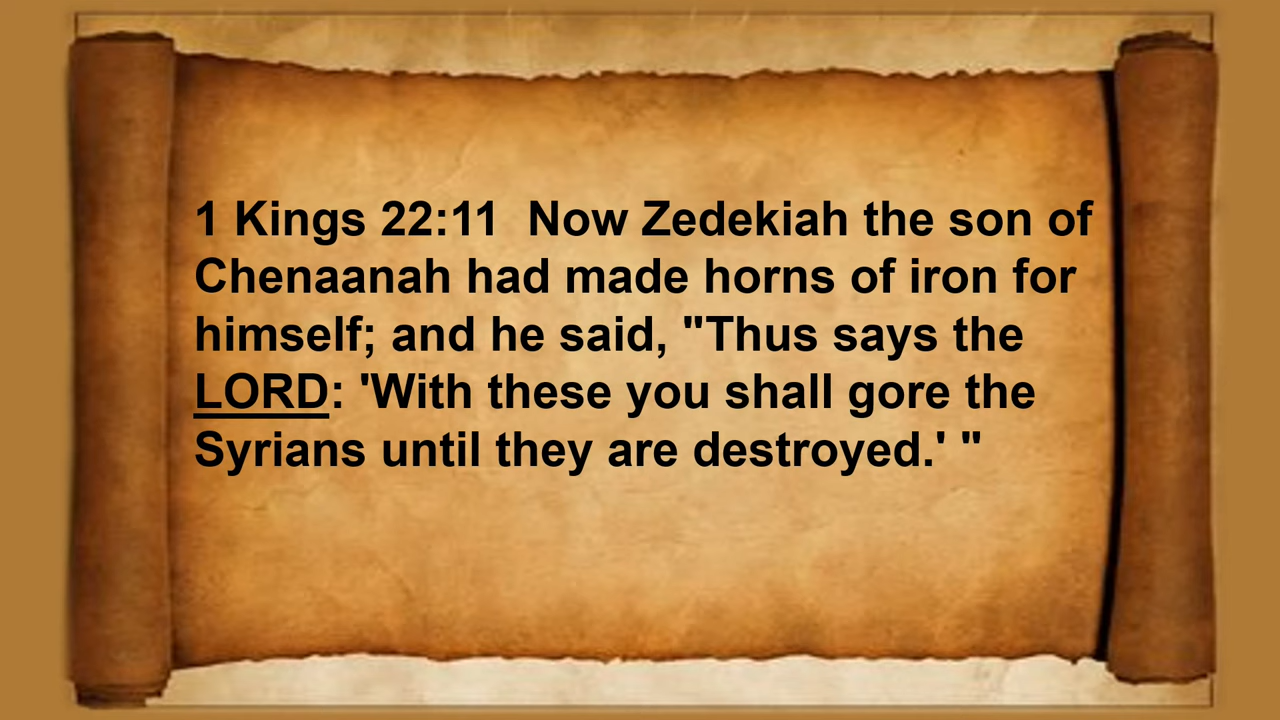 1 Kings 22:11  Now Zedekiah the son of
Chenaanah had made horns of iron for
himself; and he said, "Thus says the
LORD: 'With these you shall gore the
Syrians until they are destroyed.' "